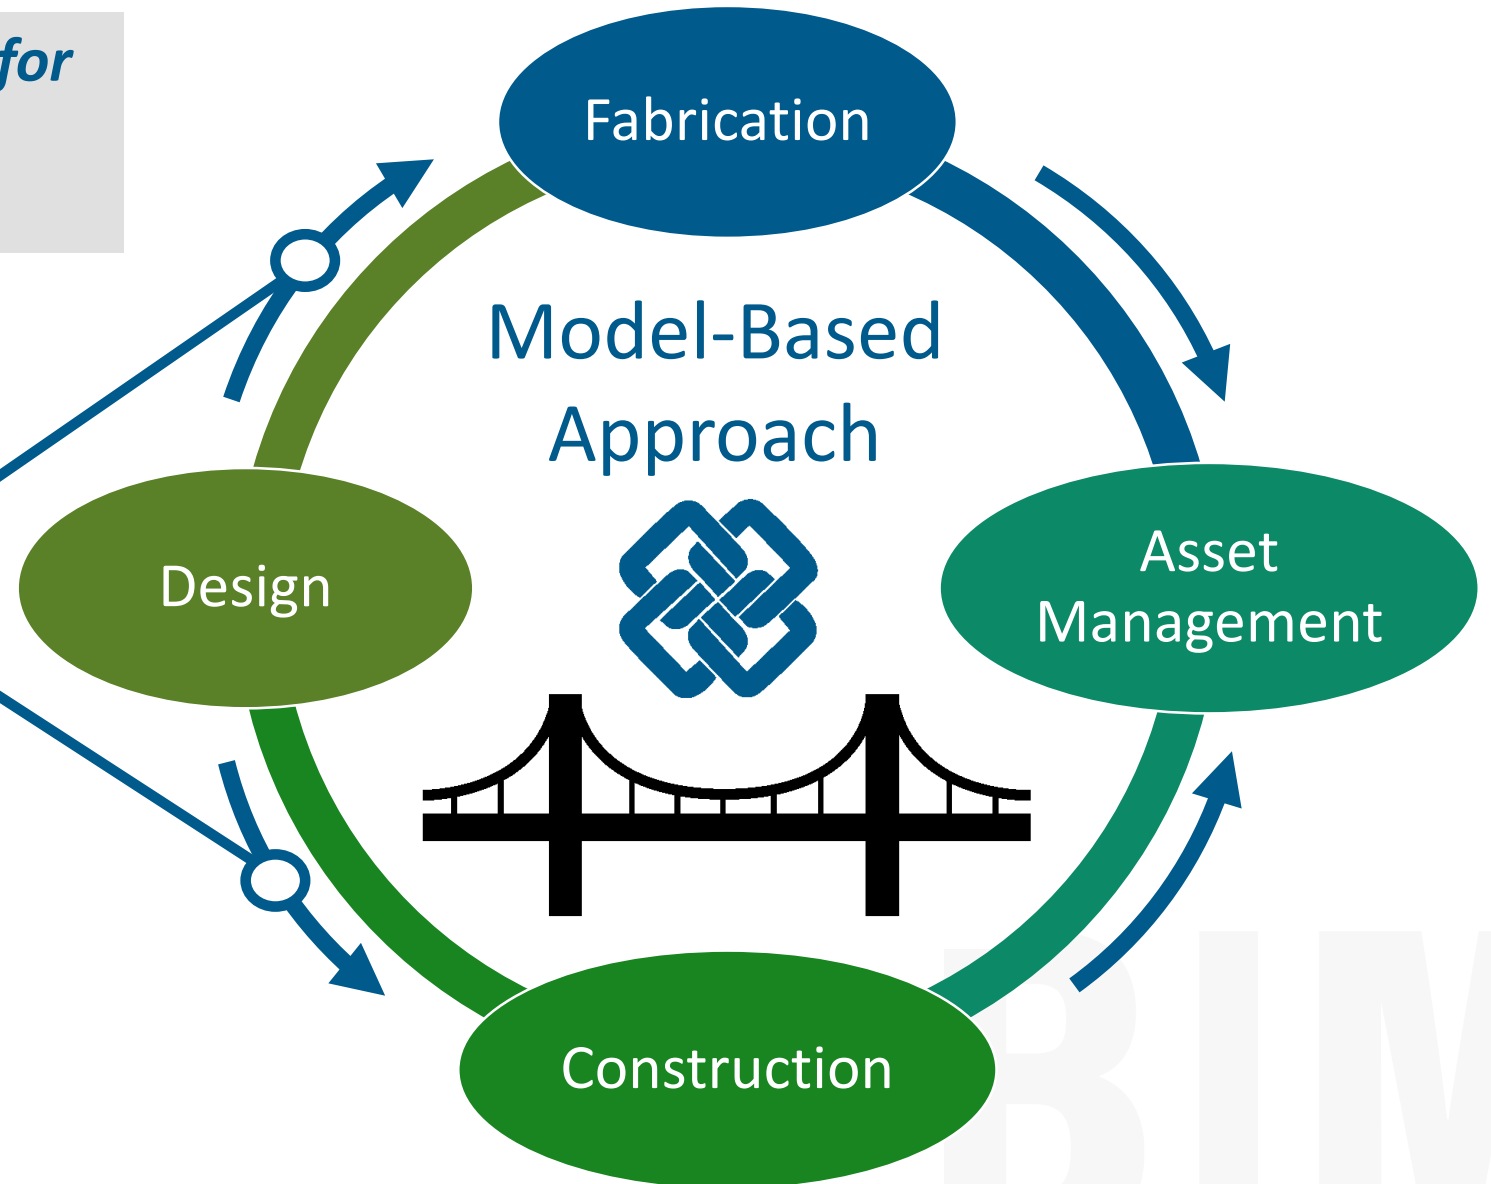 for
Fabrication
Model-Based
Approach
Design
Asset
Management
Construction
BIM